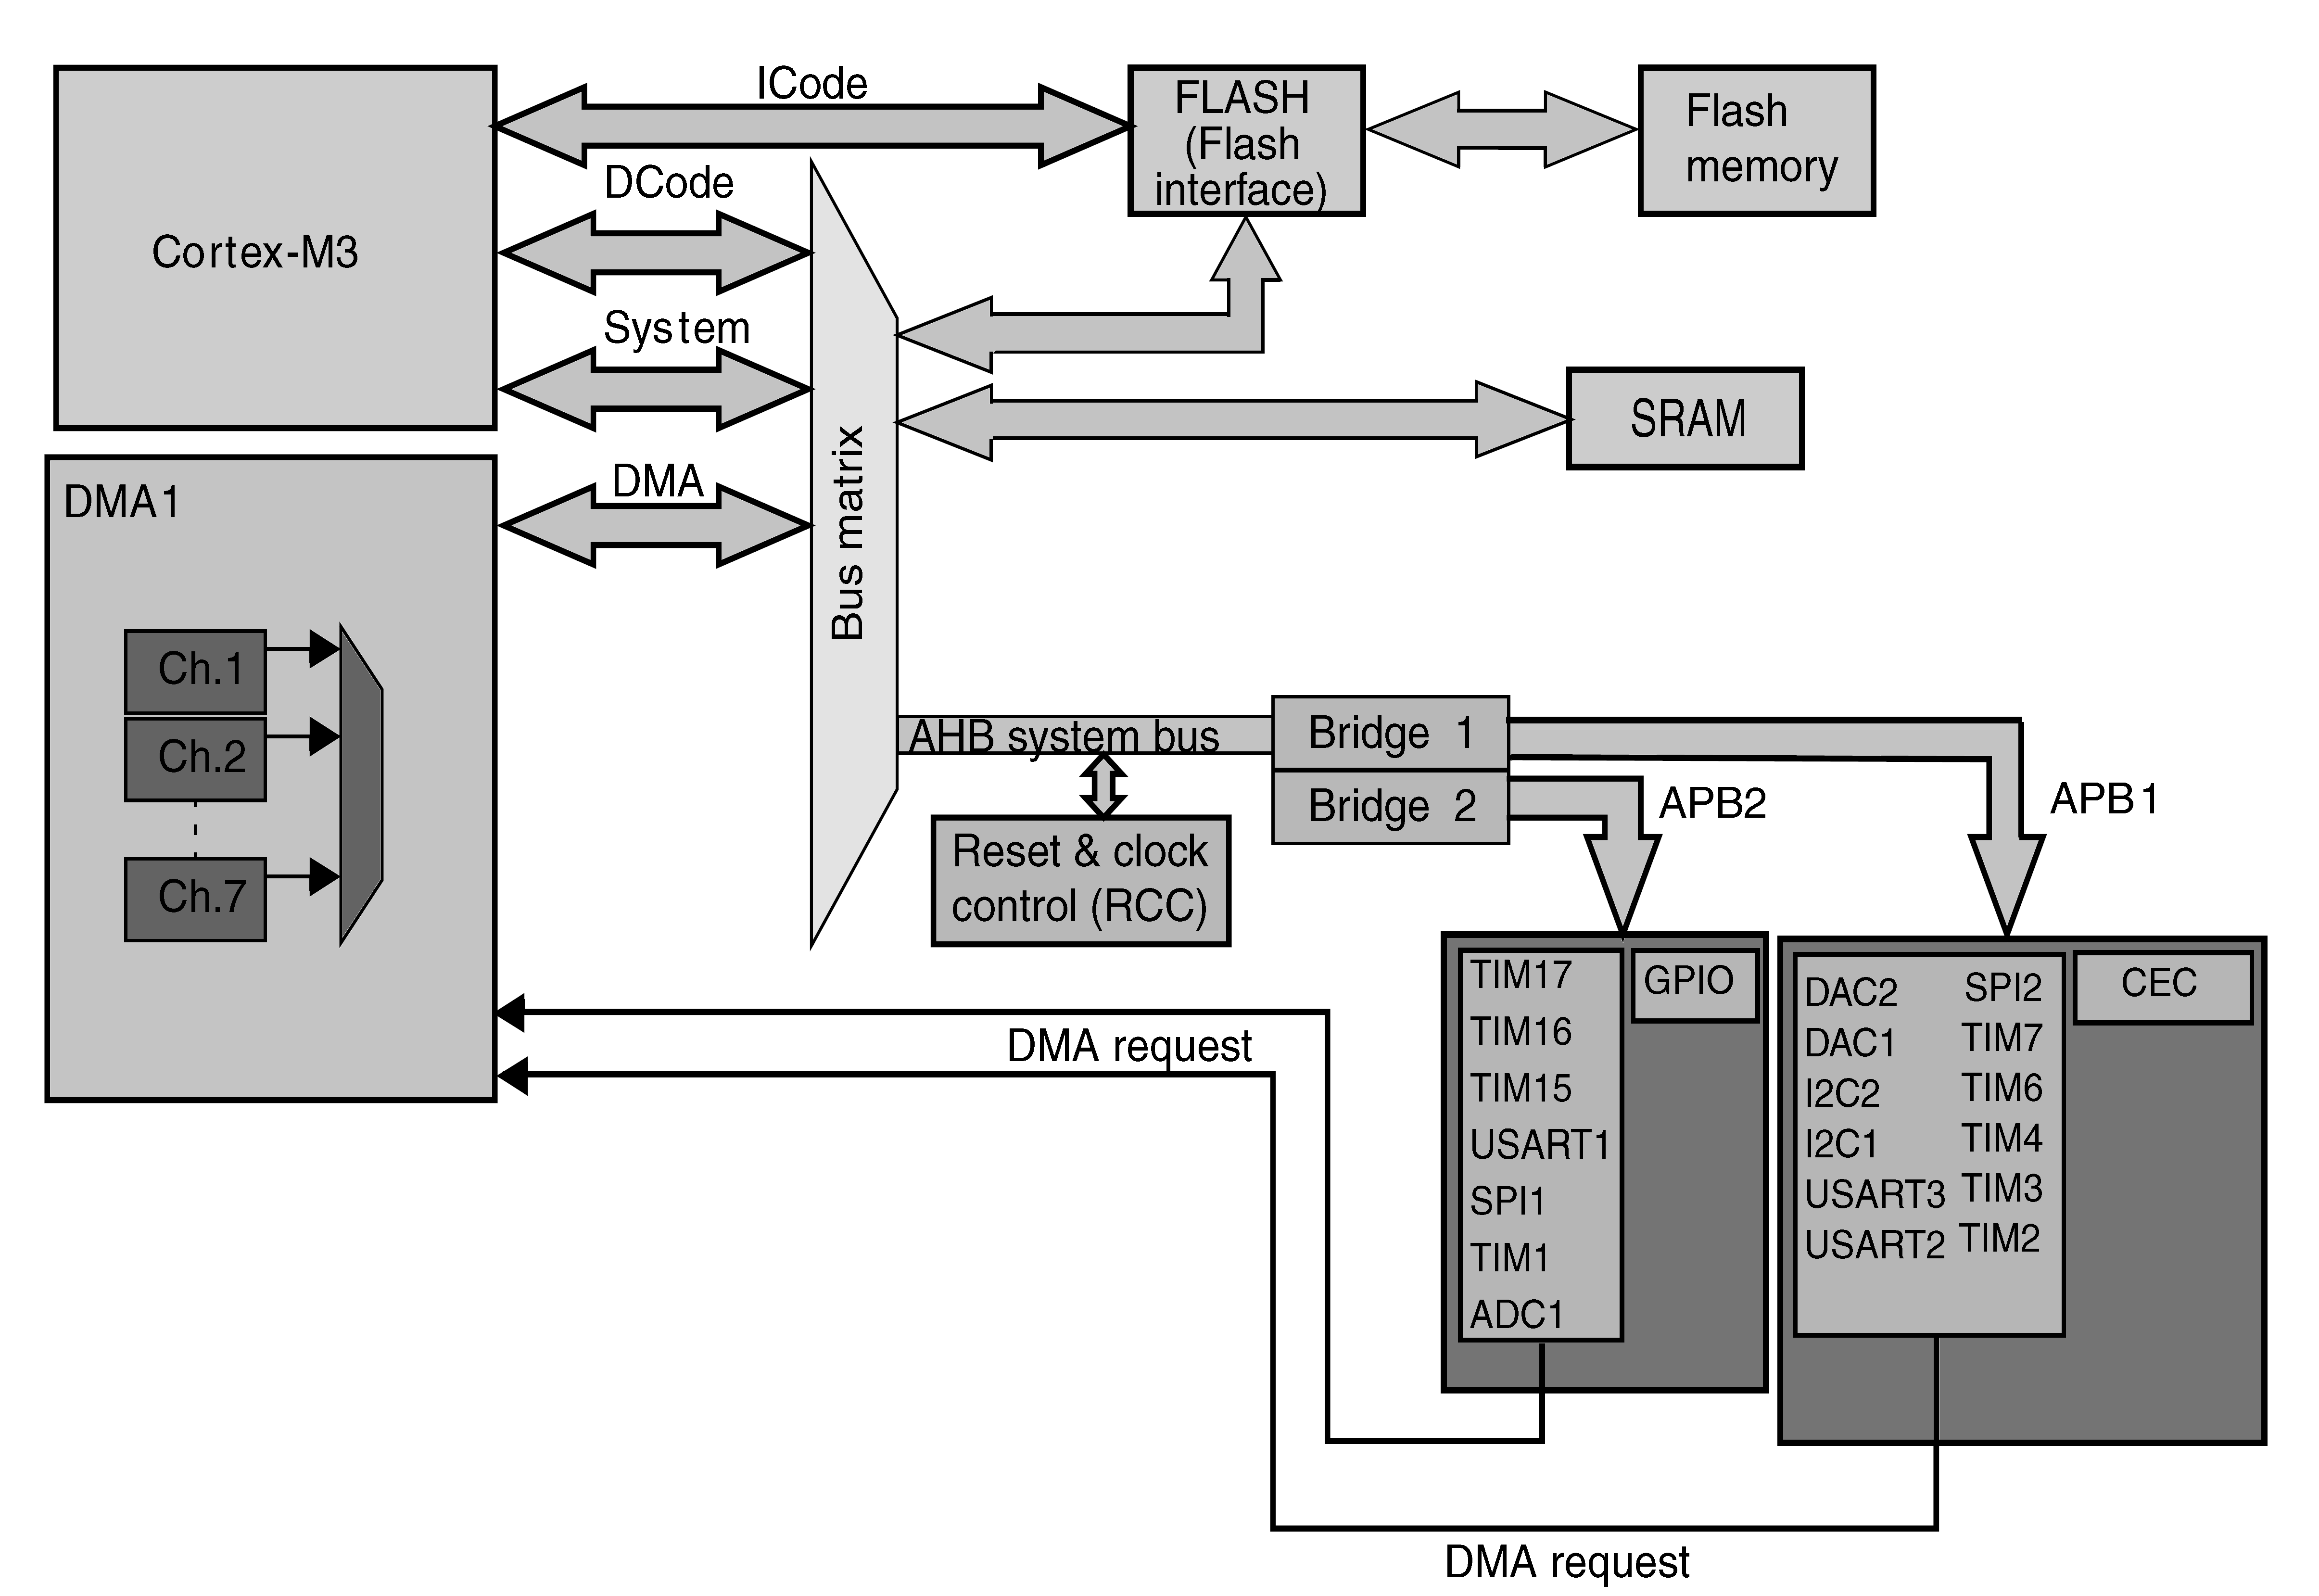 ICode
FLASH
(Flash
interface)
Flash
memory
DCode
Cortex-M3
System
SRAM
DMA
DMA1
Bus matrix
Ch.1
Ch.2
Ch.7
AHB system bus
Bridge 1
Bridge 2
APB2
APB1
Reset & clock
control (RCC)
TIM17
TIM16
TIM15
USART1
SPI1
TIM1
ADC1
GPIO
DAC2
DAC1
I2C2
I2C1
USART3
USART2
SPI2
TIM7
TIM6
TIM4
TIM3
TIM2
CEC
DMA request
DMA request